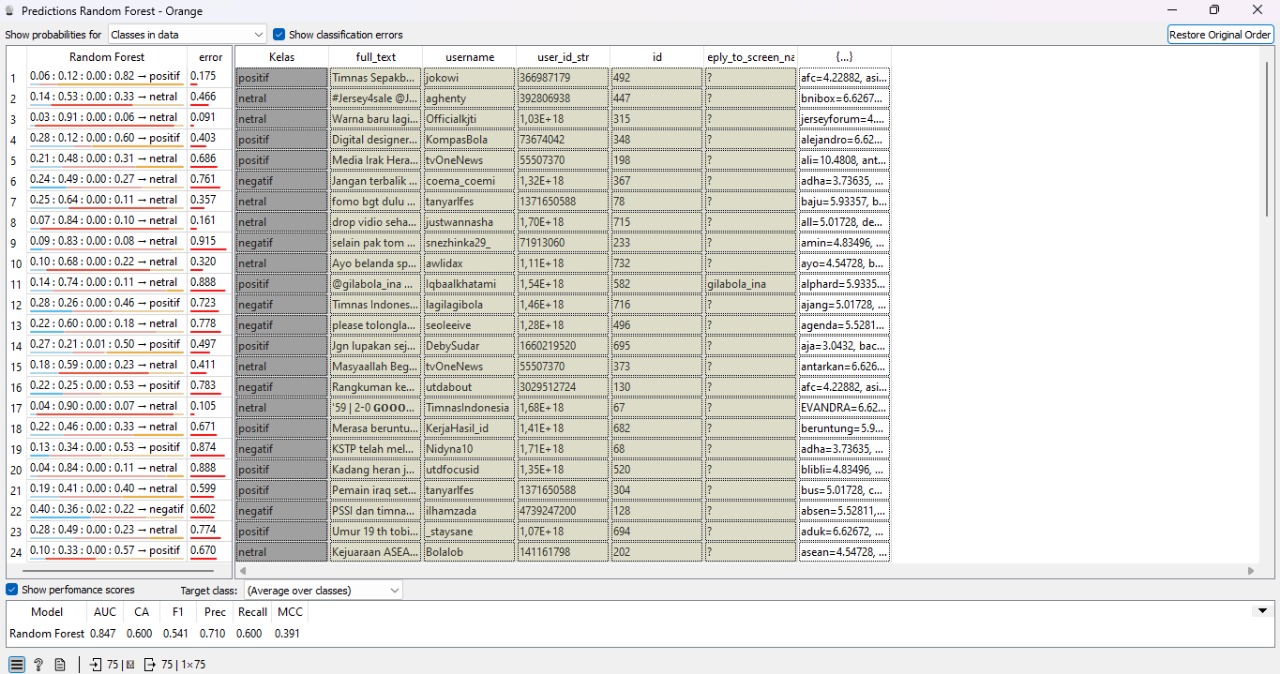 Predictions Random Forest - Orange
Show probabilities for Classes in data Show classification errors Restore Original Order
Random Forest error Kelas full_text username user_id_str id eply_to_screen_na {...}
1 0.06 : 0.12 : 0.00 : 0.82 → positif 0.175 positif Timnas Sepakb... jokowi 366987179 492 ? afc=4.22882, asi...
2 0.14 : 0.53 : 0.00 : 0.33 → netral 0.466 netral #Jersey4sale @J... aghenty 392806938 447 ? bnibox=6.6267...
3 0.03 : 0.91 : 0.00 : 0.06 → netral 0.091 netral Warna baru lagi... Officialkjti 1,03E+18 315 ? jerseyforum=4....
4 0.28 : 0.12 : 0.00 : 0.60 → positif 0.403 positif Digital designer... KompasBola 73674042 348 ? alejandro=6.62...
5 0.21 : 0.48 : 0.00 : 0.31 → netral 0.686 positif Media Irak Hera... tvOneNews 55507370 198 ? ali=10.4808, ant...
6 0.24 : 0.49 : 0.00 : 0.27 → netral 0.761 negatif Jangan terbalik ... coema_coemi 1,32E+18 367 ? adha=3.73635, ...
7 0.25 : 0.64 : 0.00 : 0.11 → netral 0.357 netral fomo bgt dulu ... tanyarlfes 1371650588 78 ? baju=5.93357, b...
8 0.07 : 0.84 : 0.00 : 0.10 → netral 0.161 netral drop vidio seha... justwannasha 1,70E+18 715 ? all=5.01728, de...
9 0.09 : 0.83 : 0.00 : 0.08 → netral 0.915 negatif selain pak tom ... snezhinka29_ 71913060 233 ? amin=4.83496, ...
10 0.10 : 0.68 : 0.00 : 0.22 → netral 0.320 netral Ayo belanda sp... awlidax 1,11E+18 732 ? ayo=4.54728, b...
11 0.14 : 0.74 : 0.00 : 0.11 → netral 0.888 positif @gilabola_ina ... Iqbaalkhatami 1,54E+18 582 gilabola_ina alphard=5.9335...
12 0.28 : 0.26 : 0.00 : 0.46 → positif 0.723 negatif Timnas Indones... lagilagibola 1,46E+18 716 ? ajang=5.01728, ...
13 0.22 : 0.60 : 0.00 : 0.18 → netral 0.778 negatif please tolongla... seoleeive 1,28E+18 496 ? agenda=5.5281...
14 0.27 : 0.21 : 0.01 : 0.50 → positif 0.497 positif Jgn lupakan sej... DebySudar 1660219520 695 ? aja=3.0432, bac...
15 0.18 : 0.59 : 0.00 : 0.23 → netral 0.411 netral Masyaallah Beg... tvOneNews 55507370 373 ? antarkan=6.626...
16 0.22 : 0.25 : 0.00 : 0.53 → positif 0.783 negatif Rangkuman ke... utdabout 3029512724 130 ? afc=4.22882, asi...
17 0.04 : 0.90 : 0.00 : 0.07 → netral 0.105 netral '59 | 2-0 GOOO... TimnasIndonesia 1,68E+18 67 ? EVANDRA=6.62...
18 0.22 : 0.46 : 0.00 : 0.33 → netral 0.671 positif Merasa beruntu... KerjaHasil_id 1,41E+18 682 ? beruntung=5.9...
19 0.13 : 0.34 : 0.00 : 0.53 → positif 0.874 negatif KSTP telah mel... Nidyna10 1,71E+18 68 ? adha=3.73635, ...
20 0.04 : 0.84 : 0.00 : 0.11 → netral 0.888 positif Kadang heran j... utdfocusid 1,35E+18 520 ? blibli=4.83496, ...
21 0.19 : 0.41 : 0.00 : 0.40 → netral 0.599 positif Pemain iraq set... tanyarlfes 1371650588 304 ? bus=5.01728, c...
22 0.40 : 0.36 : 0.02 : 0.22 → negatif 0.602 negatif PSSI dan timna... ilhamzada 4739247200 128 ? absen=5.52811,...
23 0.28 : 0.49 : 0.00 : 0.23 → netral 0.774 positif Umur 19 th tobi... _staysane 1,07E+18 694 ? aduk=6.62672, ...
24 0.10 : 0.33 : 0.00 : 0.57 → positif 0.670 netral Kejuaraan ASEA... Bolalob 141161798 202 ? asean=4.54728, ...
Show perfomance scores Target class: (Average over classes)
Model AUC CA F1 Prec Recall MCC
Random Forest 0.847 0.600 0.541 0.710 0.600 0.391
75 | 75 | 1×75